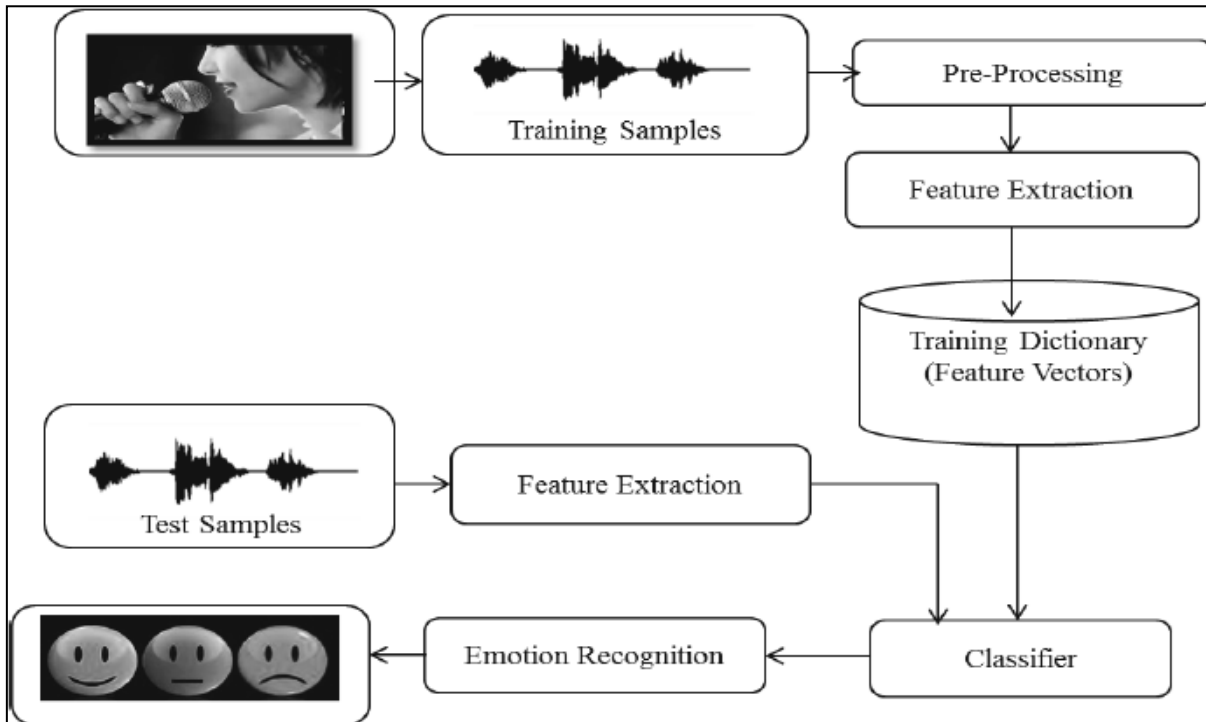 Training Samples
Pre-Processing
Feature Extraction
Training Dictionary
(Feature Vectors)
Test Samples
Feature Extraction
Emotion Recognition
Classifier